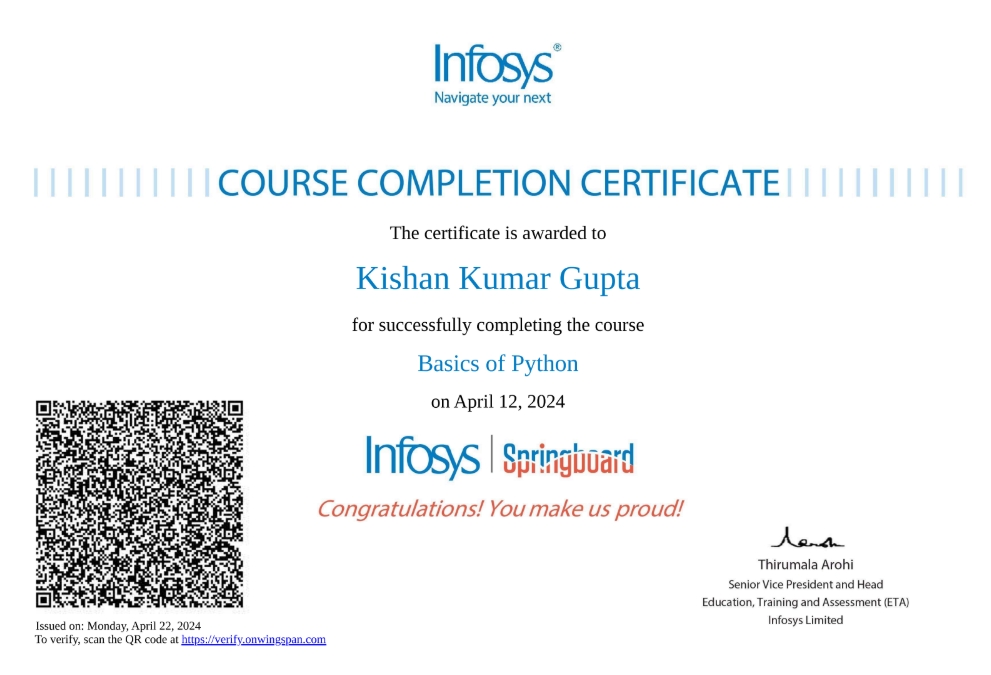 Infosys®
Navigate your next
COURSE COMPLETION CERTIFICATE
The certificate is awarded to
Kishan Kumar Gupta
for successfully completing the course
Basics of Python
on April 12, 2024
Infosys | Springboard
Congratulations! You make us proud!
Thirumala Arohi
Senior Vice President and Head
Education, Training and Assessment (ETA)
Infosys Limited
Issued on: Monday, April 22, 2024
To verify, scan the QR code at https://verify.onwingspan.com